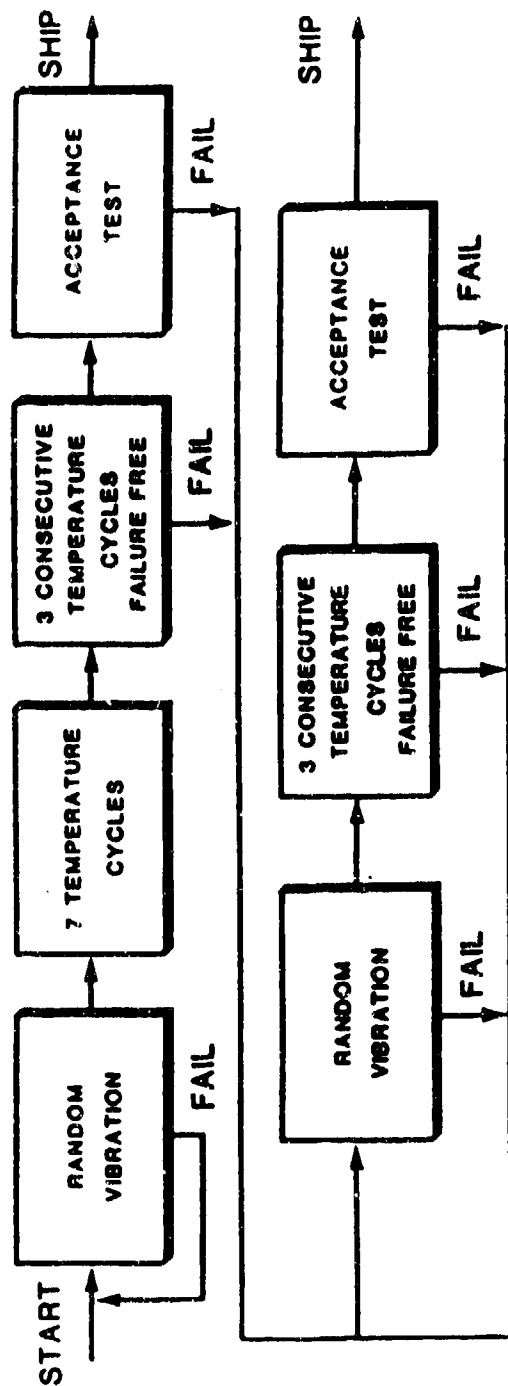 START
RANDOM
VIBRATION
FAIL
7 TEMPERATURE
CYCLES
3 CONSECUTIVE
TEMPERATURE
CYCLES
FAILURE FREE
FAIL
ACCEPTANCE
TEST
FAIL
SHIP
RANDOM
VIBRATION
FAIL
3 CONSECUTIVE
TEMPERATURE
CYCLES
FAILURE FREE
FAIL
ACCEPTANCE
TEST
FAIL
SHIP